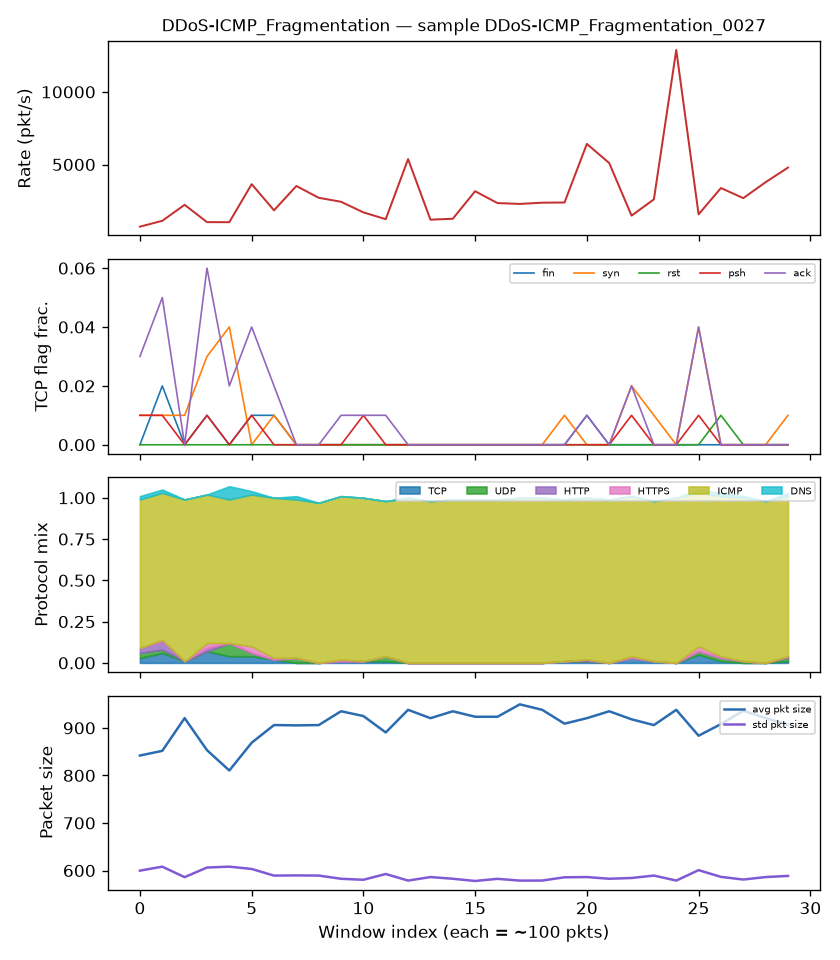 DDoS-ICMP_Fragmentation — sample DDoS-ICMP_Fragmentation_0027
10000
5000
Rate (pkt/s)
fin syn rst psh ack
0.06
0.04
0.02
0.00
TCP flag frac.
TCP UDP HTTP HTTPS ICMP DNS
1.00
0.75
0.50
0.25
0.00
Protocol mix
avg pkt size
std pkt size
900
800
700
600
Packet size
0 5 10 15 20 25 30
Window index (each = ~100 pkts)